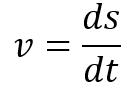 v = ds/dt